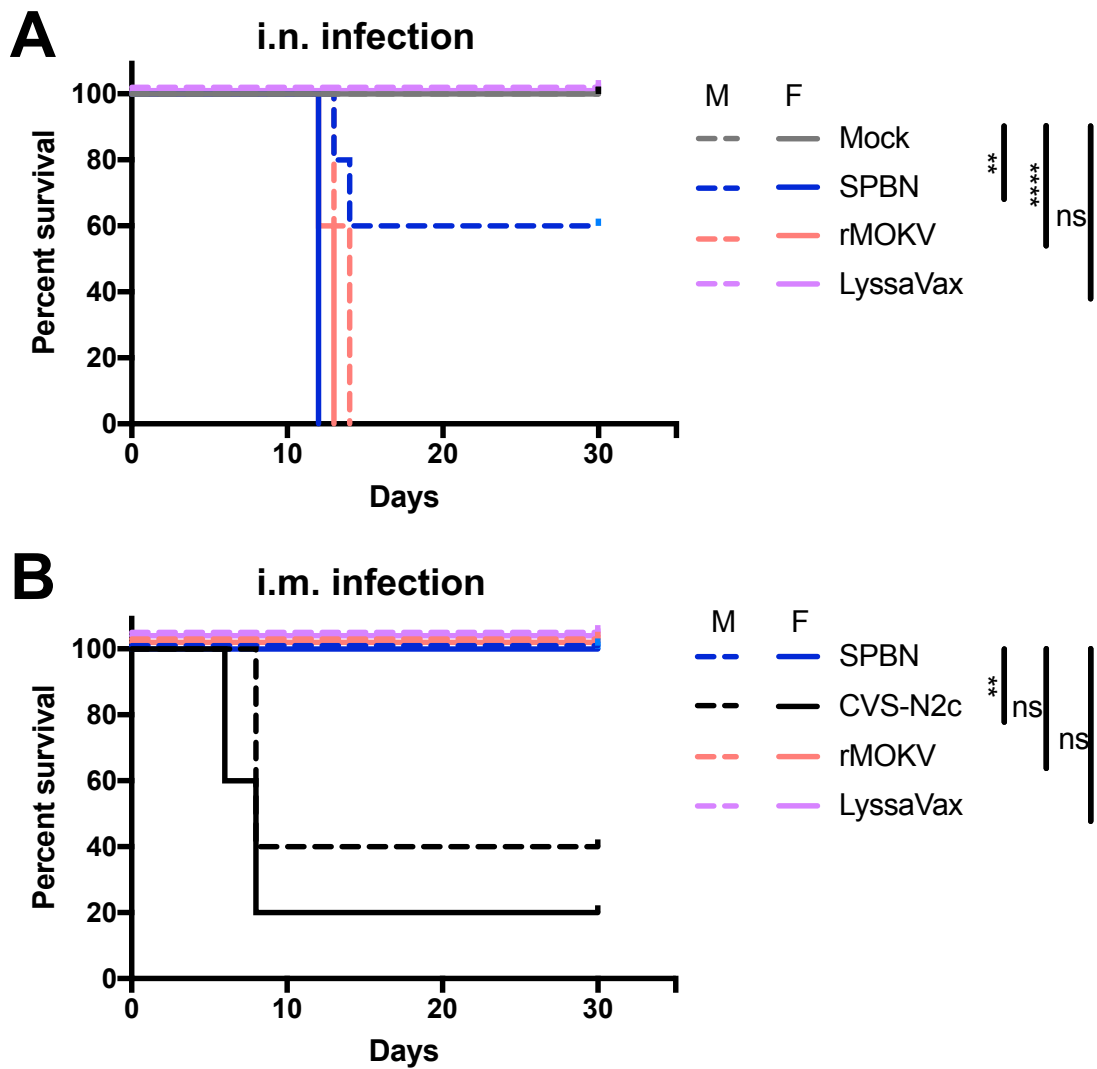 A
i.n. infection
Percent survival
100
80
60
40
20
0
0 10 20 30
Days
M F
Mock
SPBN
rMOKV
LyssaVax
**
****
ns
B
i.m. infection
Percent survival
100
80
60
40
20
0
0 10 20 30
Days
M F
SPBN
CVS-N2c
rMOKV
LyssaVax
**
ns
ns